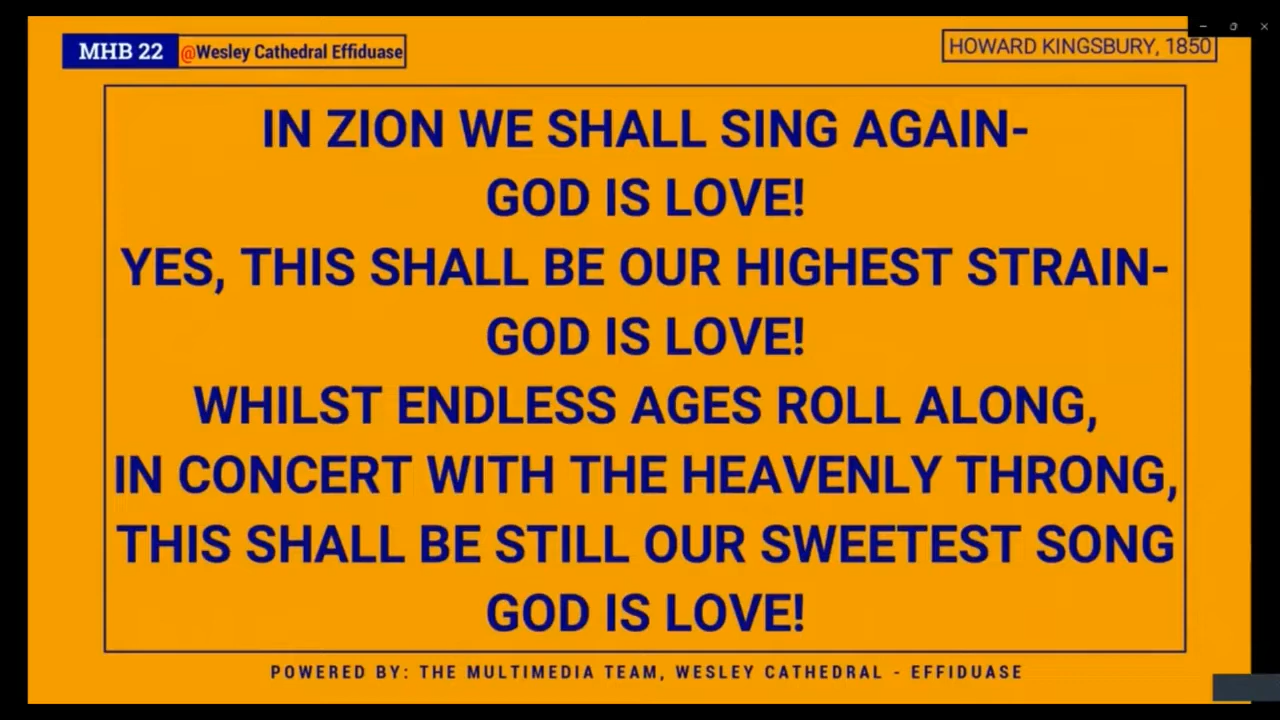 MHB 22 @Wesley Cathedral Effiduase
HOWARD KINGSBURY, 1850
IN ZION WE SHALL SING AGAIN-
GOD IS LOVE!
YES, THIS SHALL BE OUR HIGHEST STRAIN-
GOD IS LOVE!
WHILST ENDLESS AGES ROLL ALONG,
IN CONCERT WITH THE HEAVENLY THRONG,
THIS SHALL BE STILL OUR SWEETEST SONG
GOD IS LOVE!
POWERED BY: THE MULTIMEDIA TEAM, WESLEY CATHEDRAL - EFFIDUASE